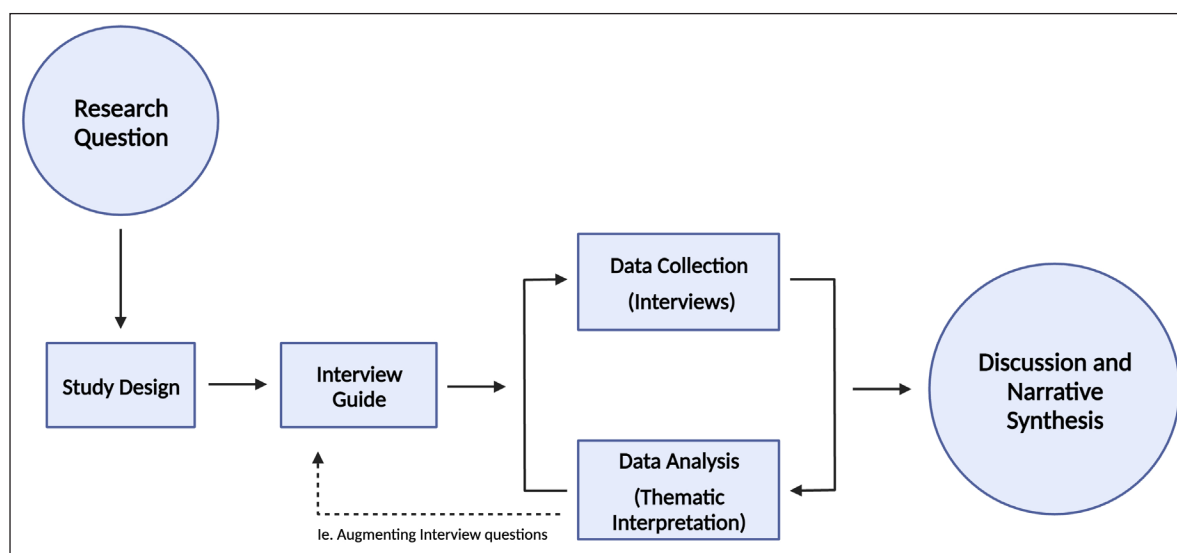 Research
Question
Study Design
Interview
Guide
Data Collection
(Interviews)
Data Analysis
(Thematic
Interpretation)
Ie. Augmenting Interview questions
Discussion and
Narrative
Synthesis